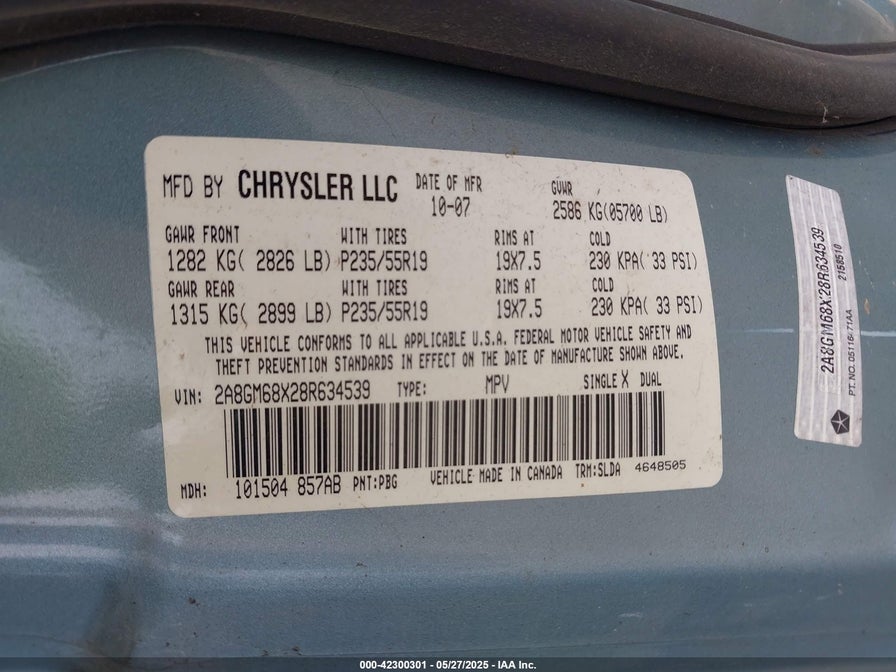 MFD BY CHRYSLER LLC DATE OF MFR 10-07 GVWR 2586 KG(05700 LB)
GAWR FRONT WITH TIRES RIMS AT COLD
1282 KG( 2826 LB) P235/55R19 19X7.5 230 KPA( 33 PSI)
GAWR REAR WITH TIRES RIMS AT COLD
1315 KG( 2899 LB) P235/55R19 19X7.5 230 KPA( 33 PSI)
THIS VEHICLE CONFORMS TO ALL APPLICABLE U.S.A. FEDERAL MOTOR VEHICLE SAFETY AND
THEFT PREVENTION STANDARDS IN EFFECT ON THE DATE OF MANUFACTURE SHOWN ABOVE.
VIN: 2A8GM68X28R634539 TYPE: MPV SINGLE X DUAL
MDH: 101504 857AB PNT:PBG VEHICLE MADE IN CANADA TRM:SLDA 4648505
2A8GM68X28R634539
2158510
PT. NO.
000-42300301 - 05/27/2025 - IAA Inc.